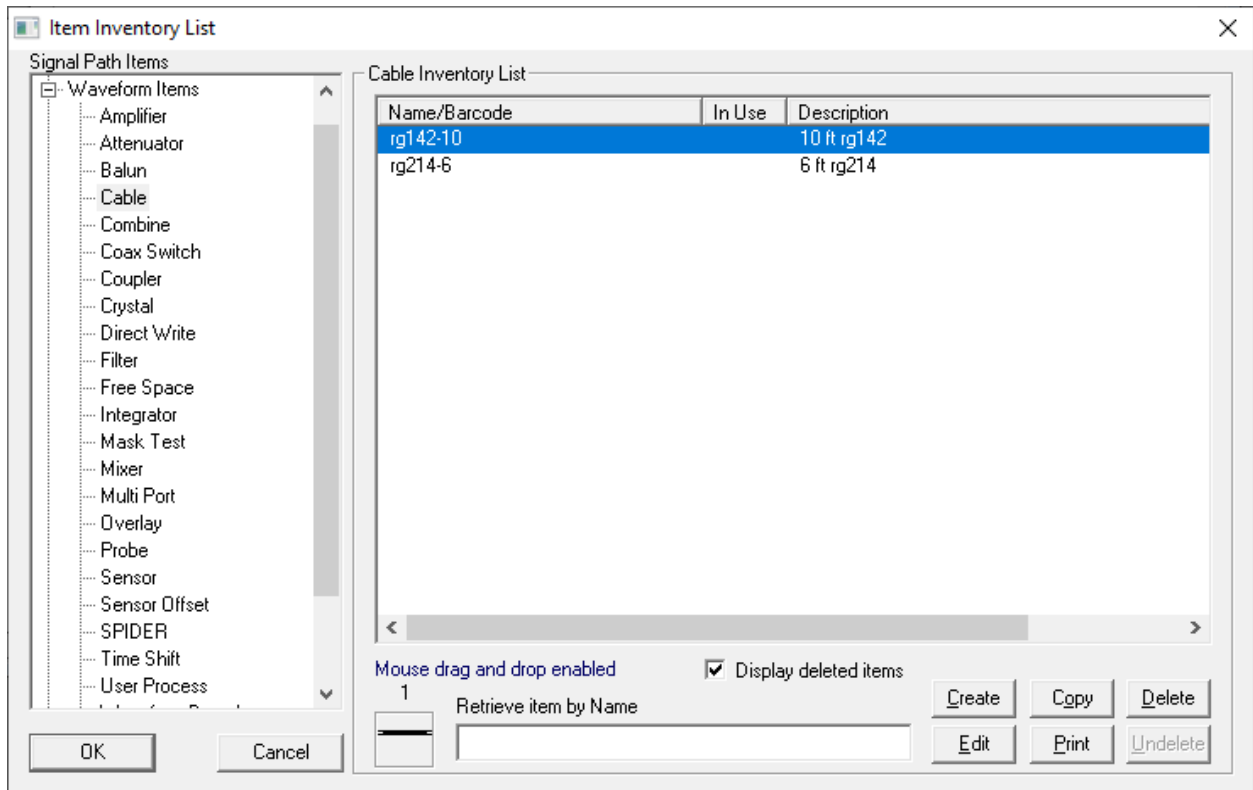 Item Inventory List
Signal Path Items
Waveform Items
Amplifier
Attenuator
Balun
Cable
Combine
Coax Switch
Coupler
Crystal
Direct Write
Filter
Free Space
Integrator
Mask Test
Mixer
Multi Port
Overlay
Probe
Sensor
Sensor Offset
SPIDER
Time Shift
User Process
OK Cancel
Cable Inventory List
Name/Barcode In Use Description
rg142-10 10 ft rg142
rg214-6 6 ft rg214
Mouse drag and drop enabled Display deleted items
1
Retrieve item by Name
Create Copy Delete
Edit Print Undelete